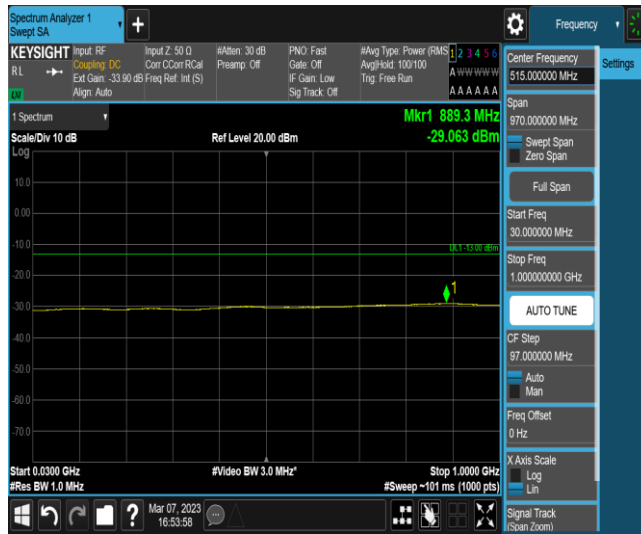 Spectrum Analyzer 1
Swept SA
Frequency
KEYSIGHT
RL
LXI
Input: RF
Coupling: DC
Ext Gain: -33.90 dB
Align: Auto
Input Z: 50 Ω
Corr CCorr RCal
Freq Ref: Int (S)
#Atten: 30 dB
Preamp: Off
PNO: Fast
Gate: Off
IF Gain: Low
Sig Track: Off
#Avg Type: Power (RMS
Avg|Hold: 100/100
Trig: Free Run
1 2 3 4 5 6
A W W W W W
A A A A A A
Center Frequency
515.000000 MHz
Settings
Span
970.000000 MHz
Swept Span
Zero Span
Full Span
Start Freq
30.000000 MHz
Stop Freq
1.000000000 GHz
AUTO TUNE
CF Step
97.000000 MHz
Auto
Man
Freq Offset
0 Hz
X Axis Scale
Log
Lin
Signal Track
(Span Zoom)
1 Spectrum
Mkr1 889.3 MHz
Scale/Div 10 dB
Ref Level 20.00 dBm
-29.063 dBm
Log
10.0
0.00
-10.0
DL1 -13.00 dBm
-20.0
1
-30.0
-40.0
-50.0
-60.0
-70.0
Start 0.0300 GHz
#Video BW 3.0 MHz*
Stop 1.0000 GHz
#Res BW 1.0 MHz
#Sweep ~101 ms (1000 pts)
?
Mar 07, 2023
16:53:58